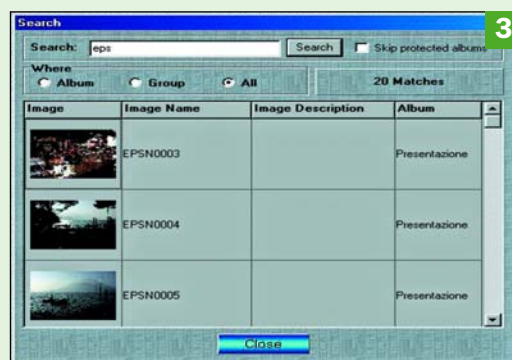 Search
3
Search: eps Search Skip protected albums
Where
Album Group All 20 Matches
Image Image Name Image Description Album
EPSN0003 Presentazione
EPSN0004 Presentazione
EPSN0005 Presentazione
Close